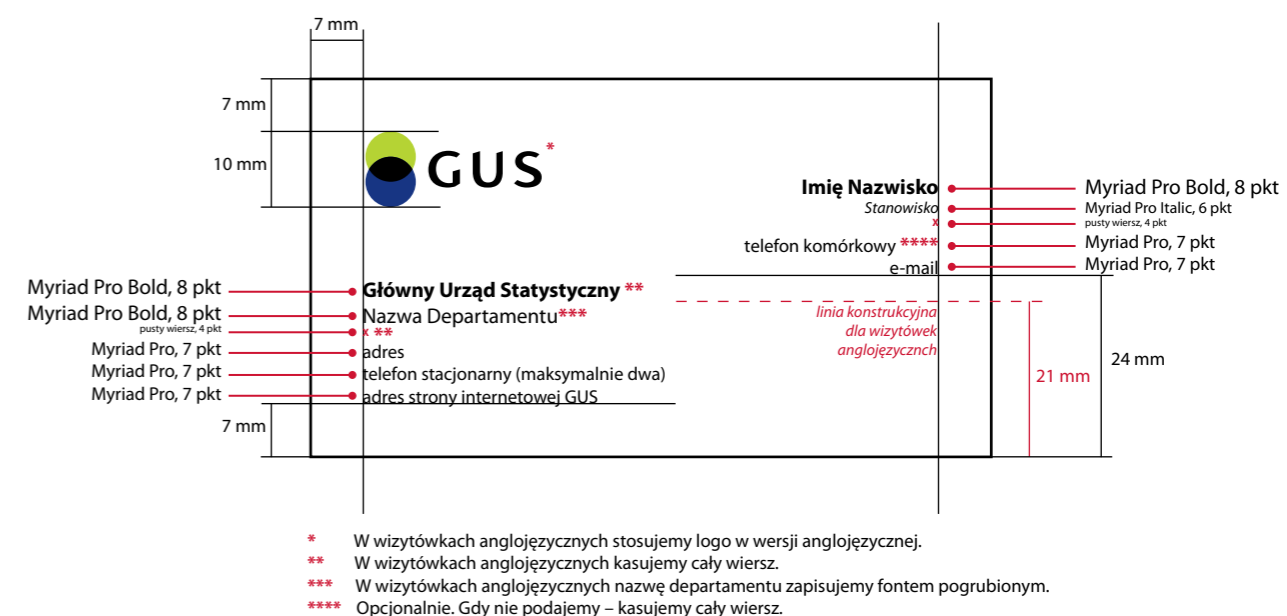 7 mm
7 mm
10 mm
GUS*
Imię Nazwisko
Myriad Pro Bold, 8 pkt
Stanowisko
Myriad Pro Italic, 6 pkt
x
pusty wiersz, 4 pkt
telefon komórkowy ****
Myriad Pro, 7 pkt
e-mail
Myriad Pro, 7 pkt
Myriad Pro Bold, 8 pkt
Główny Urząd Statystyczny **
Myriad Pro Bold, 8 pkt
Nazwa Departamentu***
pusty wiersz, 4 pkt
x **
Myriad Pro, 7 pkt
adres
Myriad Pro, 7 pkt
telefon stacjonarny (maksymalnie dwa)
Myriad Pro, 7 pkt
adres strony internetowej GUS
7 mm
linia konstrukcyjna
dla wizytówek
anglojęzycznch
21 mm
24 mm
* W wizytówkach anglojęzycznych stosujemy logo w wersji anglojęzycznej.
** W wizytówkach anglojęzycznych kasujemy cały wiersz.
*** W wizytówkach anglojęzycznych nazwę departamentu zapisujemy fontem pogrubionym.
**** Opcjonalnie. Gdy nie podajemy – kasujemy cały wiersz.